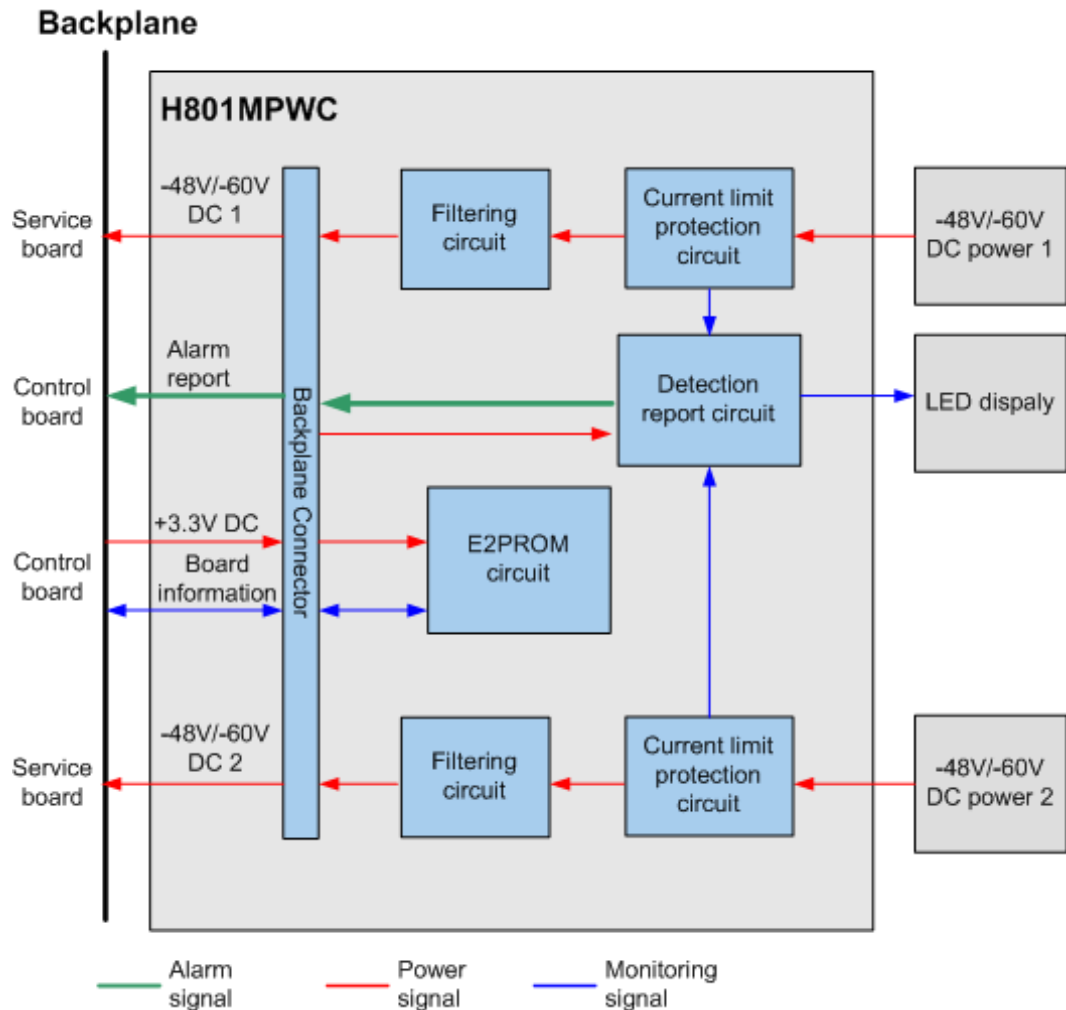 Backplane
H801MPWC
-48V/-60V
DC 1
Service
board
Filtering
circuit
Current limit
protection
circuit
-48V/-60V
DC power 1
Alarm
report
Control
board
Backplane Connector
Detection
report circuit
LED dispaly
+3.3V DC
Control
board
Board
information
E2PROM
circuit
-48V/-60V
DC 2
Service
board
Filtering
circuit
Current limit
protection
circuit
-48V/-60V
DC power 2
Alarm
signal
Power
signal
Monitoring
signal